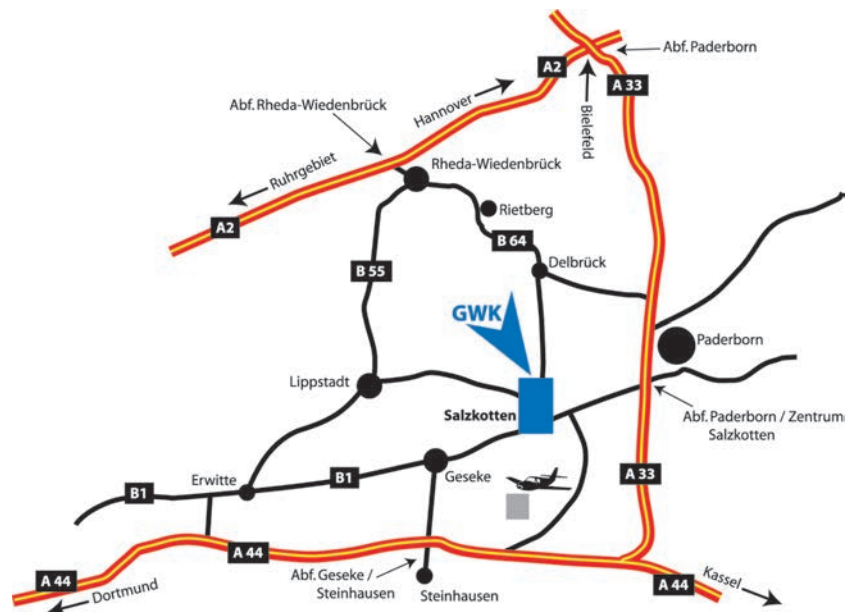 Abf. Paderborn
A2
A 33
Hannover
Abf. Rheda-Wiedenbrück
Bielefeld
Ruhrgebiet
Rheda-Wiedenbrück
Rietberg
A2
B 64
B 55
Delbrück
GWK
Paderborn
Lippstadt
Salzkotten
Abf. Paderborn / Zentrum
Salzkotten
Erwitte
B1
B1
Geseke
A 33
A 44
A 44
Dortmund
Abf. Geseke /
Steinhausen
Steinhausen
A 44
Kassel